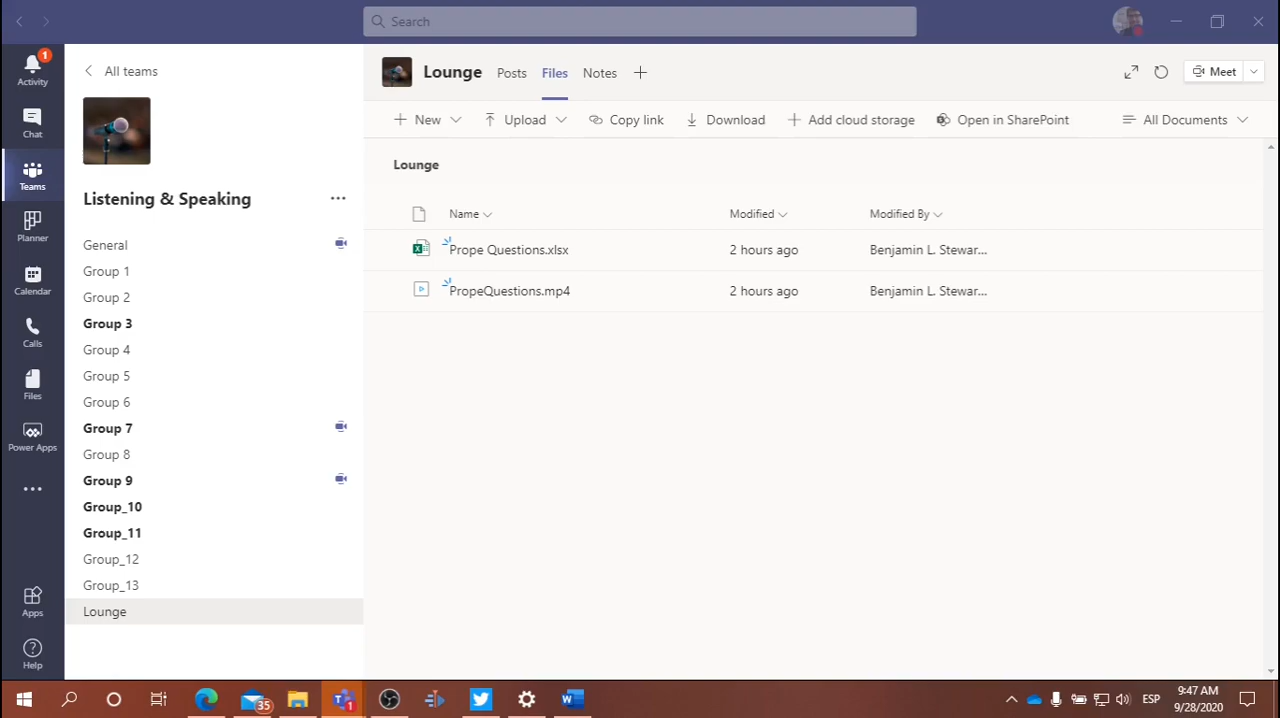 Search
Activity
1
Chat
Teams
Planner
Calendar
Calls
Files
Power Apps
Apps
Help
All teams
Listening & Speaking
General
Group 1
Group 2
Group 3
Group 4
Group 5
Group 6
Group 7
Group 8
Group 9
Group_10
Group_11
Group_12
Group_13
Lounge
Lounge Posts Files Notes
Meet
New Upload Copy link Download Add cloud storage Open in SharePoint All Documents
Lounge
Name Modified Modified By
Prope Questions.xlsx 2 hours ago Benjamin L. Stewar...
PropeQuestions.mp4 2 hours ago Benjamin L. Stewar...
35
1
ESP
9:47 AM
9/28/2020